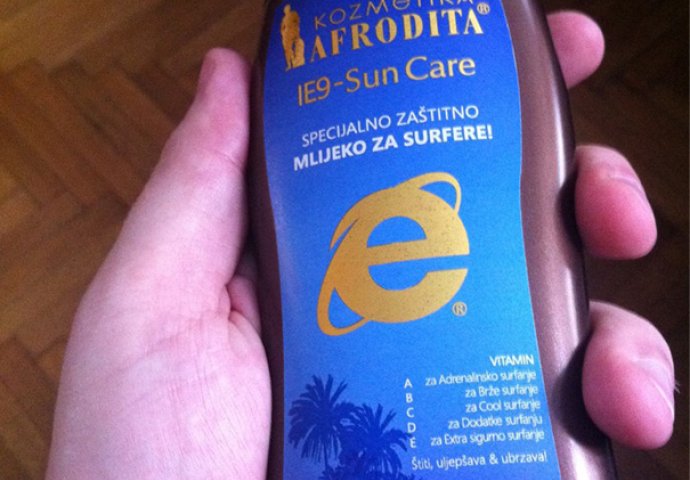 KOZMETIKA
AFRODITA®
IE9-Sun Care
SPECIJALNO ZAŠTITNO
MLIJEKO ZA SURFERE!
e®
VITAMIN
A za Adrenalinsko surfanje
B za Brže surfanje
C za Cool surfanje
D za Dodatke surfanju
E za Extra sigurno surfanje
Štiti, uljepšava & ubrzava!